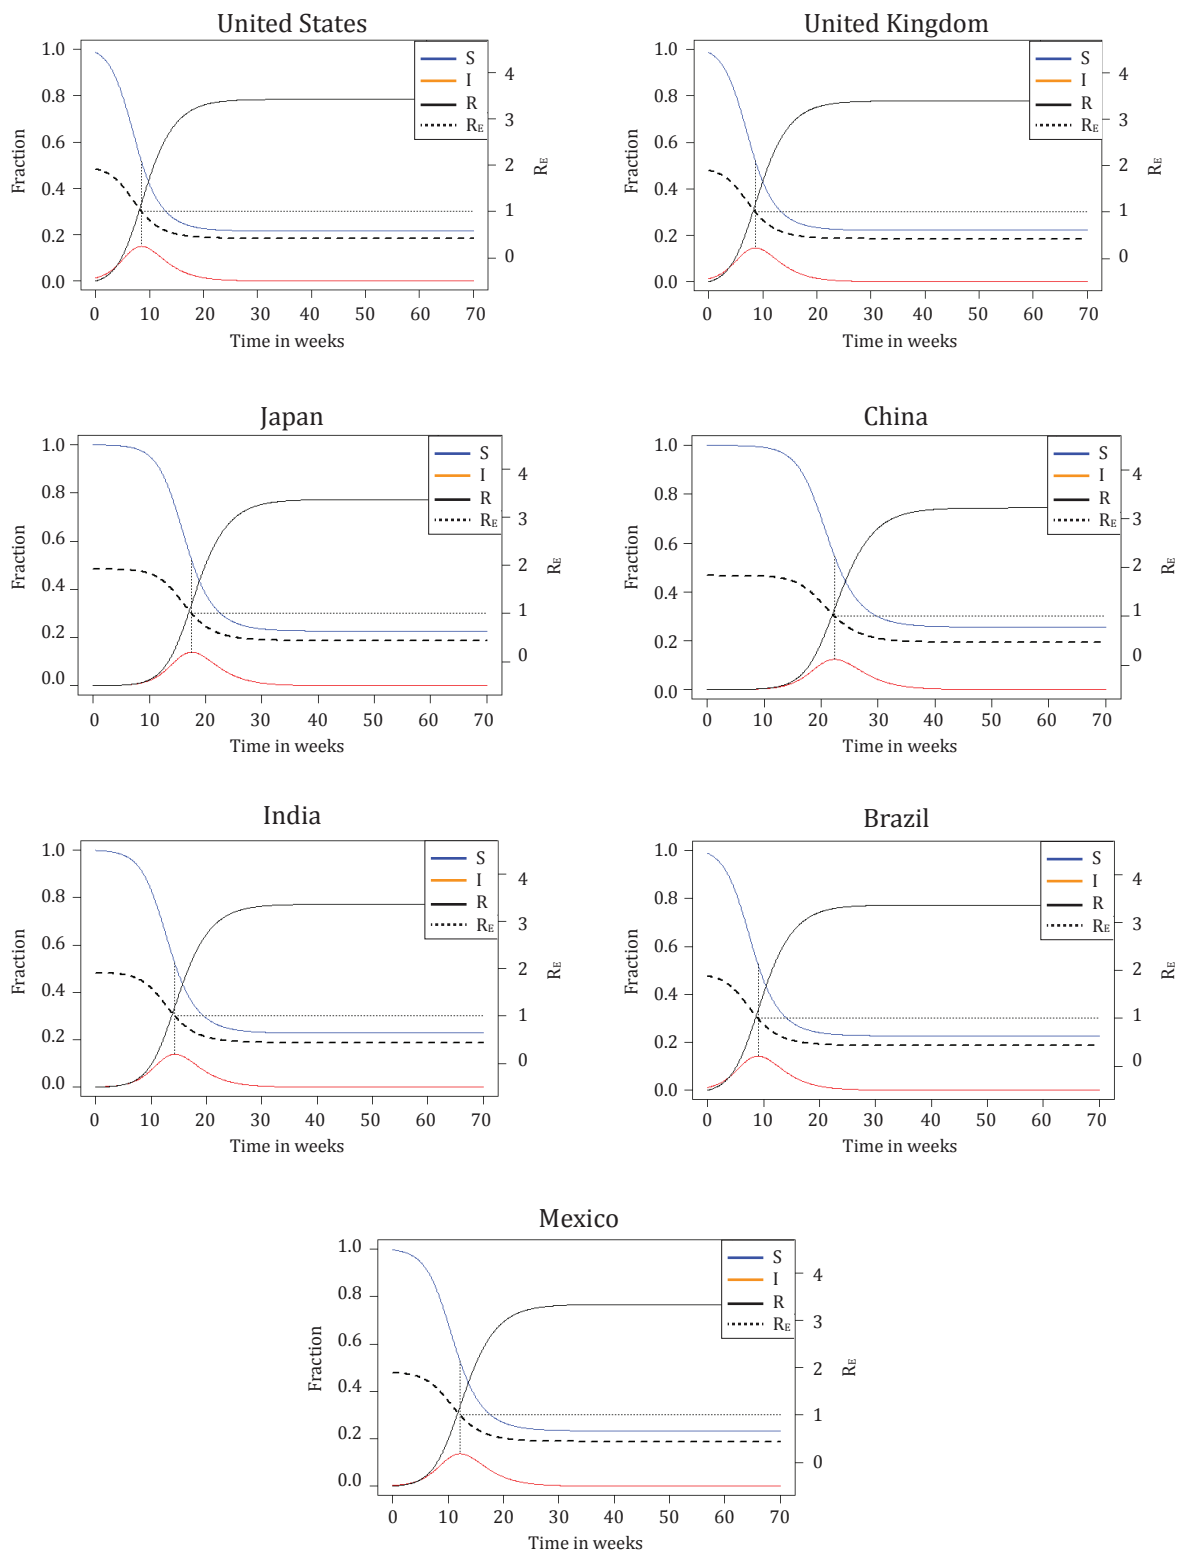 United States
1.0
0.8
0.6
0.4
0.2
0.0
Fraction
0 10 20 30 40 50 60 70
Time in weeks
4
3
2
1
0
RE
S
I
R
RE
United Kingdom
1.0
0.8
0.6
0.4
0.2
0.0
Fraction
0 10 20 30 40 50 60 70
Time in weeks
4
3
2
1
0
RE
S
I
R
RE
Japan
1.0
0.8
0.6
0.4
0.2
0.0
Fraction
0 10 20 30 40 50 60 70
Time in weeks
4
3
2
1
0
RE
S
I
R
RE
China
1.0
0.8
0.6
0.4
0.2
0.0
Fraction
0 10 20 30 40 50 60 70
Time in weeks
4
3
2
1
0
RE
S
I
R
RE
India
1.0
0.8
0.6
0.4
0.2
0.0
Fraction
0 10 20 30 40 50 60 70
Time in weeks
4
3
2
1
0
RE
S
I
R
RE
Brazil
1.0
0.8
0.6
0.4
0.2
0.0
Fraction
0 10 20 30 40 50 60 70
Time in weeks
4
3
2
1
0
RE
S
I
R
RE
Mexico
1.0
0.8
0.6
0.4
0.2
0.0
Fraction
0 10 20 30 40 50 60 70
Time in weeks
4
3
2
1
0
RE
S
I
R
RE